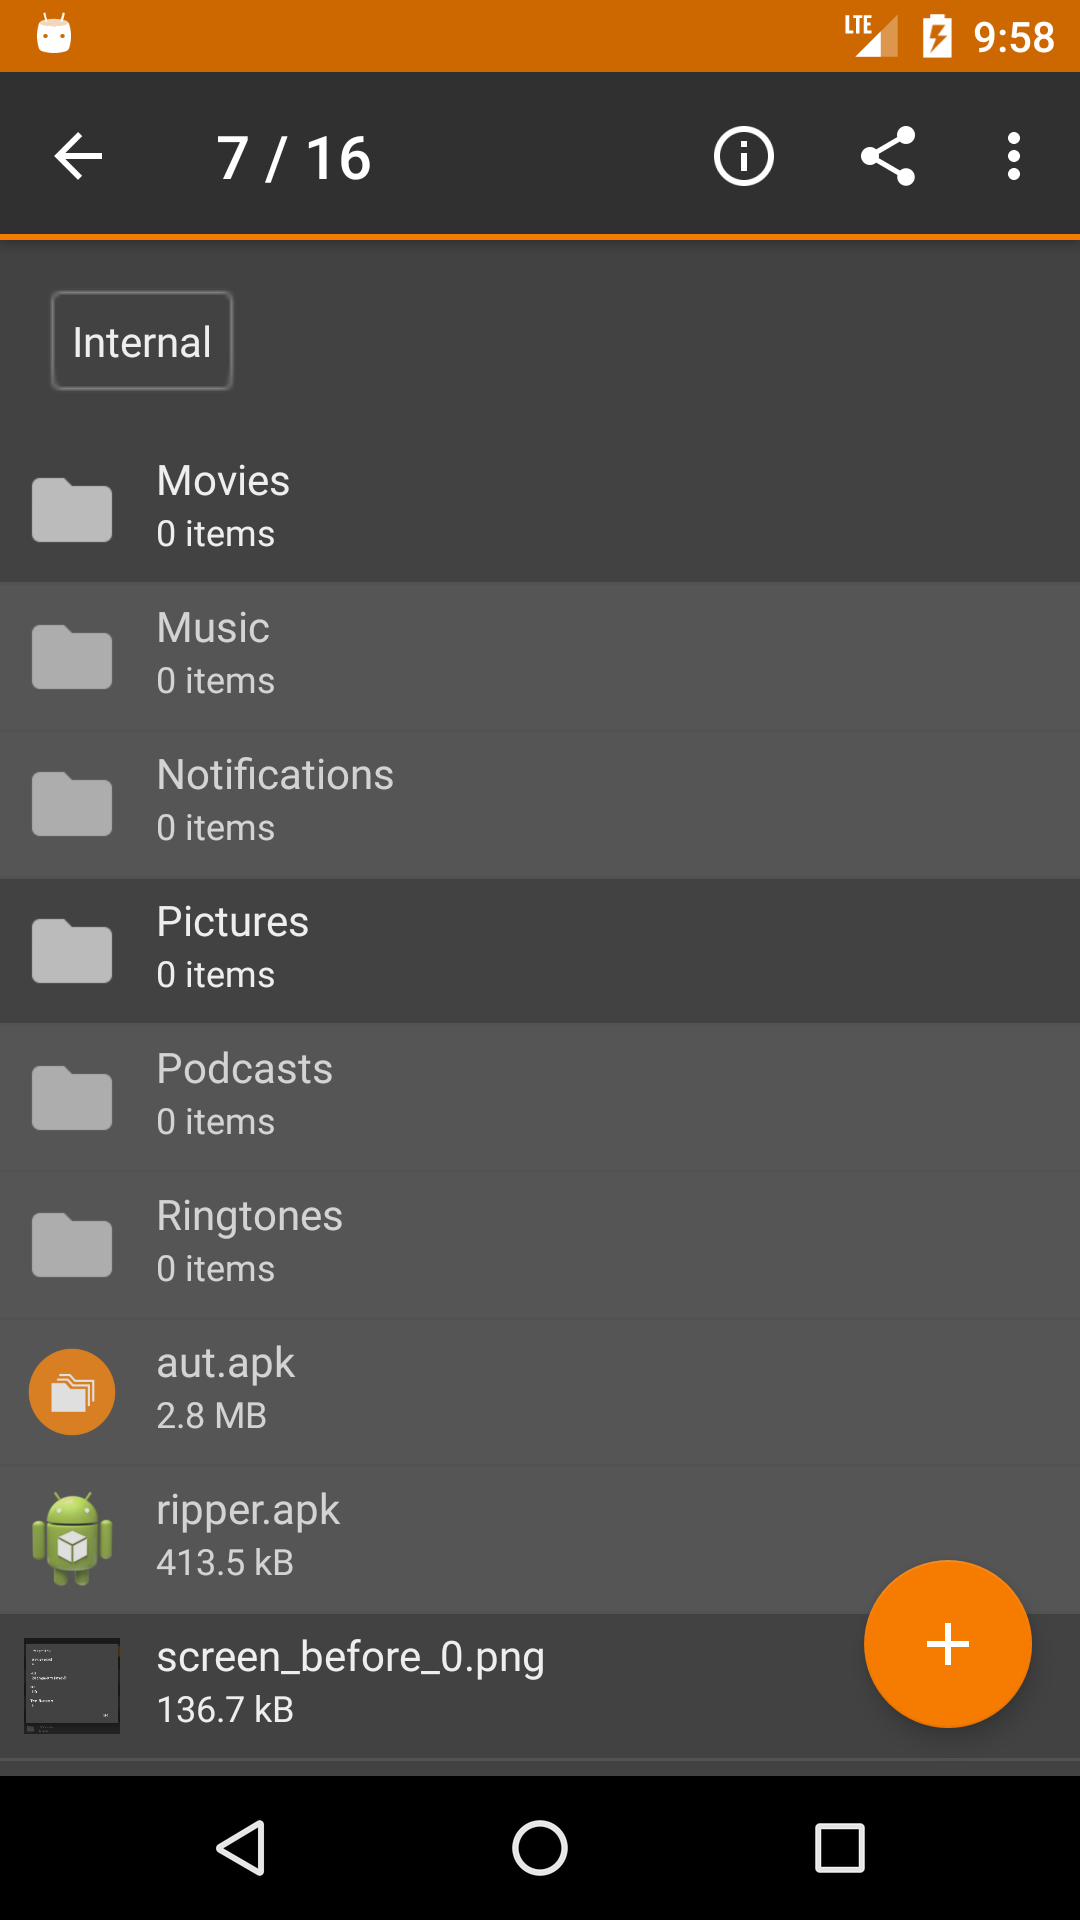 LTE 9:58
7 / 16
Internal
Movies
0 items
Music
0 items
Notifications
0 items
Pictures
0 items
Podcasts
0 items
Ringtones
0 items
aut.apk
2.8 MB
ripper.apk
413.5 kB
screen_before_0.png
136.7 kB